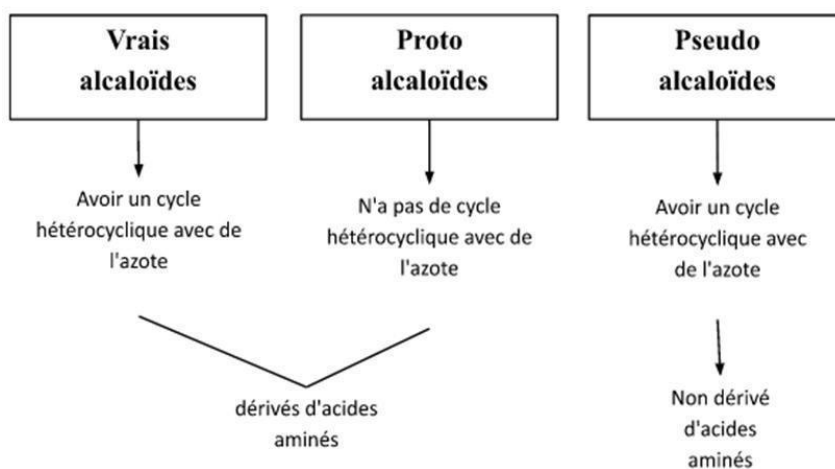 Vrais
alcaloïdes
Proto
alcaloïdes
Pseudo
alcaloïdes
Avoir un cycle
hétérocyclique avec de
l'azote
N'a pas de cycle
hétérocyclique avec de
l'azote
Avoir un cycle
hétérocyclique avec
de l'azote
dérivés d'acides
aminés
Non dérivé
d'acides
aminés